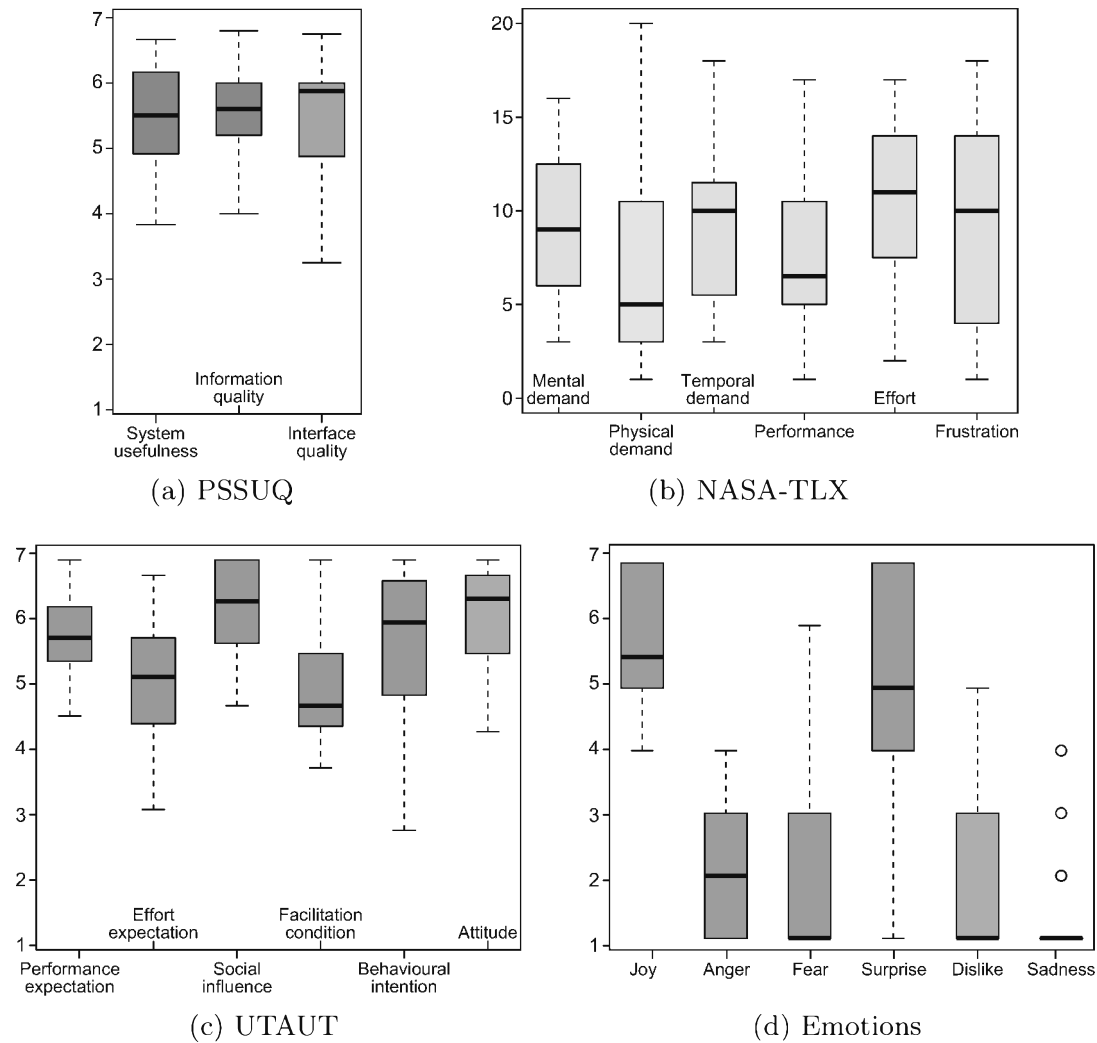 7
6
5
4
3
2
1
Information
quality
System
usefulness
Interface
quality
(a) PSSUQ
20
15
10
5
0
Mental
demand
Temporal
demand
Effort
Physical
demand
Performance
Frustration
(b) NASA-TLX
7
6
5
4
3
2
1
Effort
expectation
Facilitation
condition
Attitude
Performance
expectation
Social
influence
Behavioural
intention
(c) UTAUT
7
6
5
4
3
2
1
Joy
Anger
Fear
Surprise
Dislike
Sadness
(d) Emotions